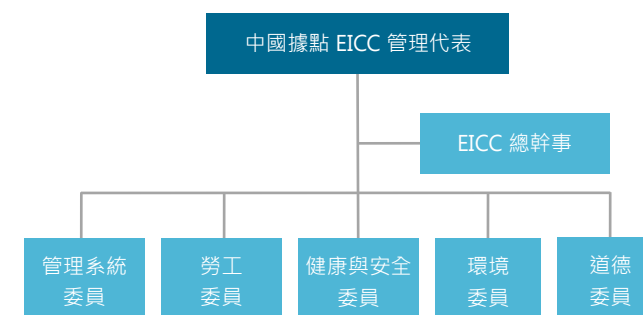 中國據點 EICC 管理代表
EICC 總幹事
管理系統
委員
勞工
委員
健康與安全
委員
環境
委員
道德
委員